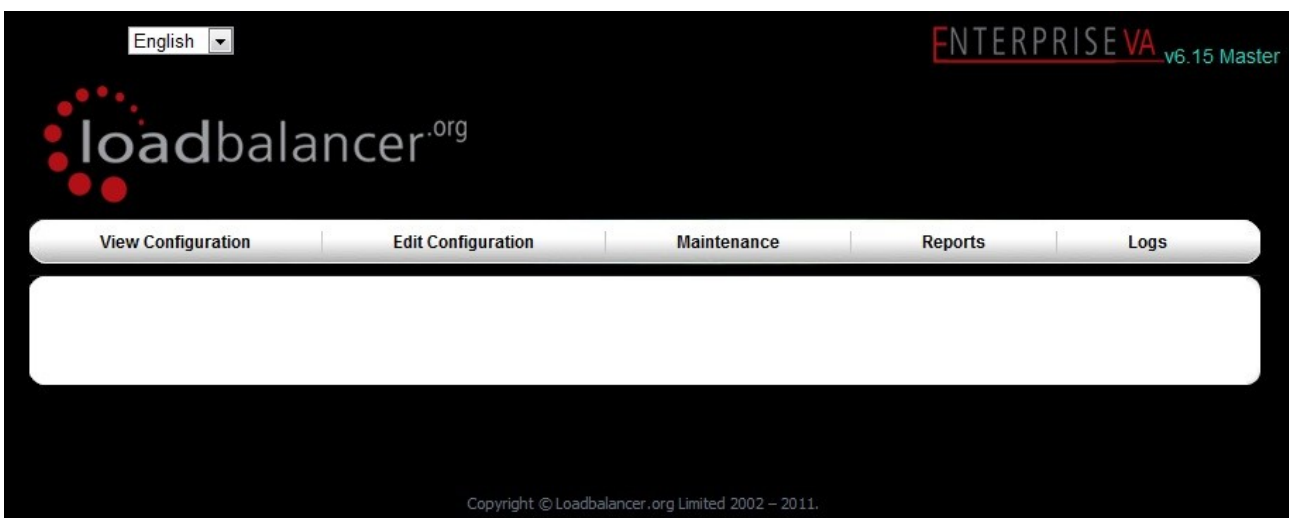 English
ENTERPRISE VA v6.15 Master
loadbalancer.org
View Configuration Edit Configuration Maintenance Reports Logs
Copyright © Loadbalancer.org Limited 2002 – 2011.